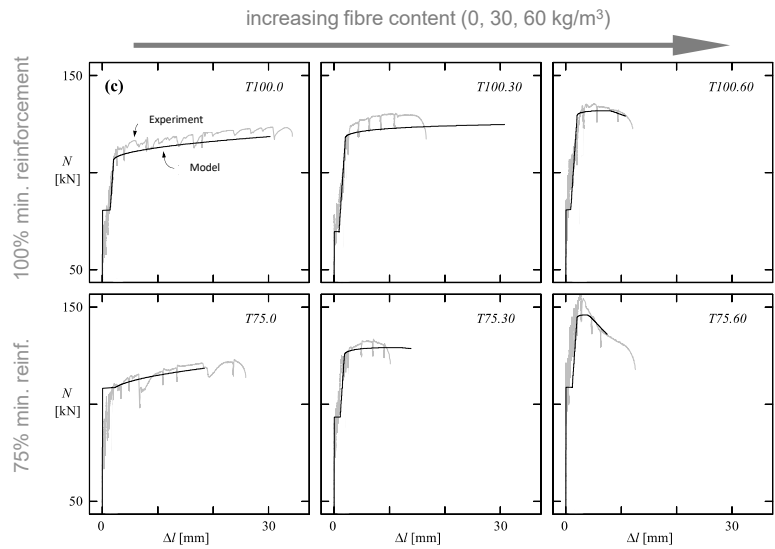 increasing fibre content (0, 30, 60 kg/m³)
100% min. reinforcement
75% min. reinf.
150
(c)
T100.0
T100.30
T100.60
Experiment
Model
N
[kN]
50
150
T75.0
T75.30
T75.60
N
[kN]
50
0 30 0 30 0 30
Δl [mm] Δl [mm] Δl [mm]